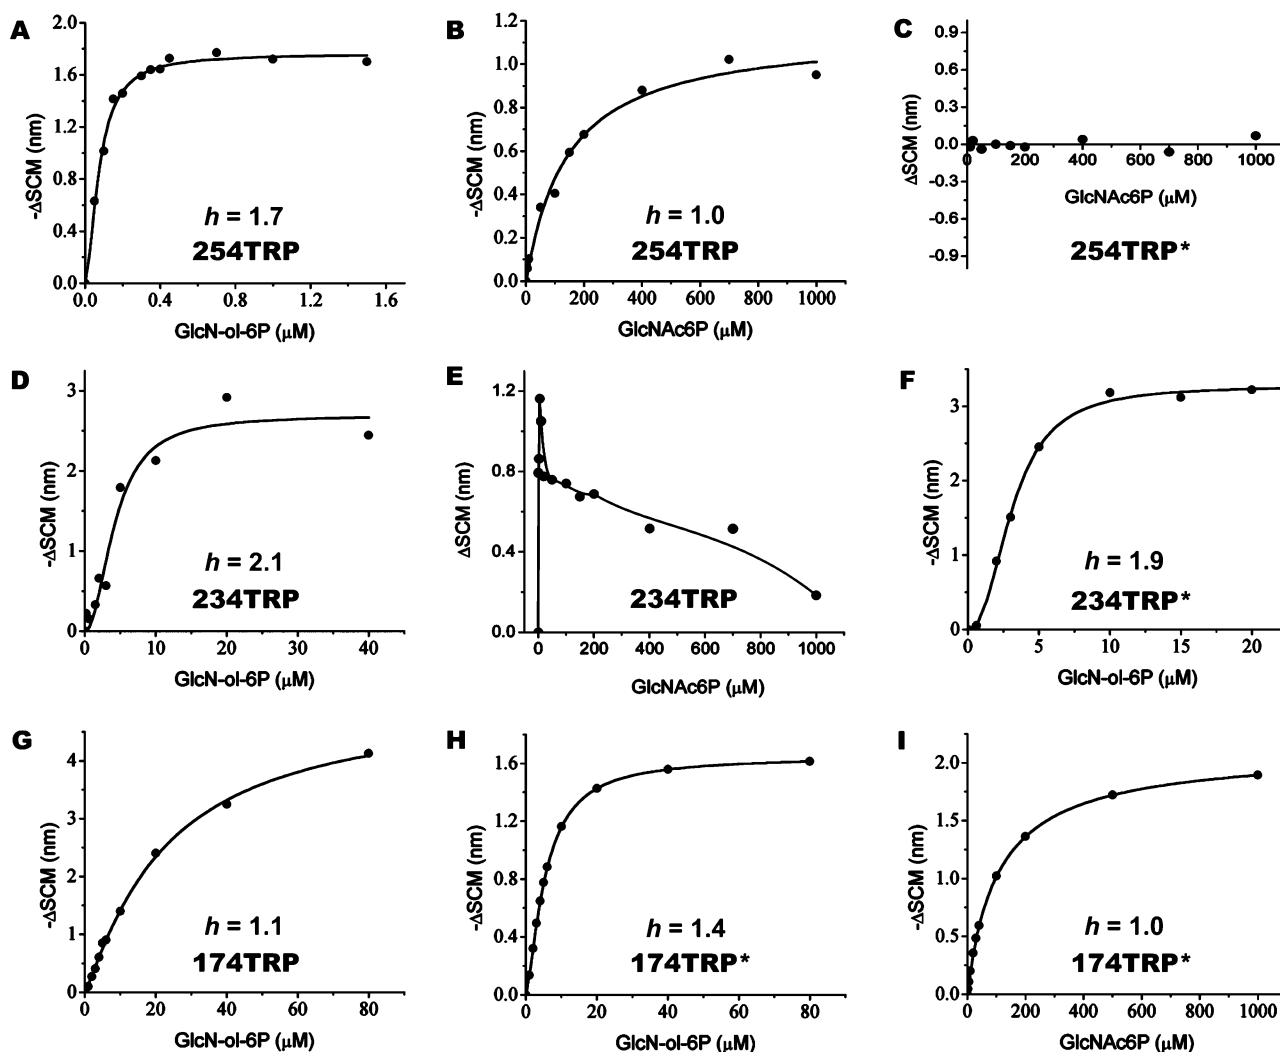 A
-ΔSCM (nm)
2.0
1.6
1.2
0.8
0.4
0.0
h = 1.7
254TRP
0.0 0.4 0.8 1.2 1.6
GlcN-ol-6P (μM)
B
-ΔSCM (nm)
1.2
1.0
0.8
0.6
0.4
0.2
0.0
h = 1.0
254TRP
0 200 400 600 800 1000
GlcNAc6P (μM)
C
ΔSCM (nm)
0.9
0.6
0.3
0.0
-0.3
-0.6
-0.9
0 200 400 600 800 1000
GlcNAc6P (μM)
254TRP*
D
-ΔSCM (nm)
3
2
1
0
h = 2.1
234TRP
0 10 20 30 40
GlcN-ol-6P (μM)
E
ΔSCM (nm)
1.2
0.8
0.4
0.0
234TRP
0 200 400 600 800 1000
GlcNAc6P (μM)
F
-ΔSCM (nm)
3
2
1
0
h = 1.9
234TRP*
0 5 10 15 20
GlcN-ol-6P (μM)
G
-ΔSCM (nm)
4
3
2
1
0
h = 1.1
174TRP
0 20 40 60 80
GlcN-ol-6P (μM)
H
-ΔSCM (nm)
1.6
1.2
0.8
0.4
0.0
h = 1.4
174TRP*
0 20 40 60 80
GlcN-ol-6P (μM)
I
-ΔSCM (nm)
2.0
1.5
1.0
0.5
0.0
h = 1.0
174TRP*
0 200 400 600 800 1000
GlcNAc6P (μM)